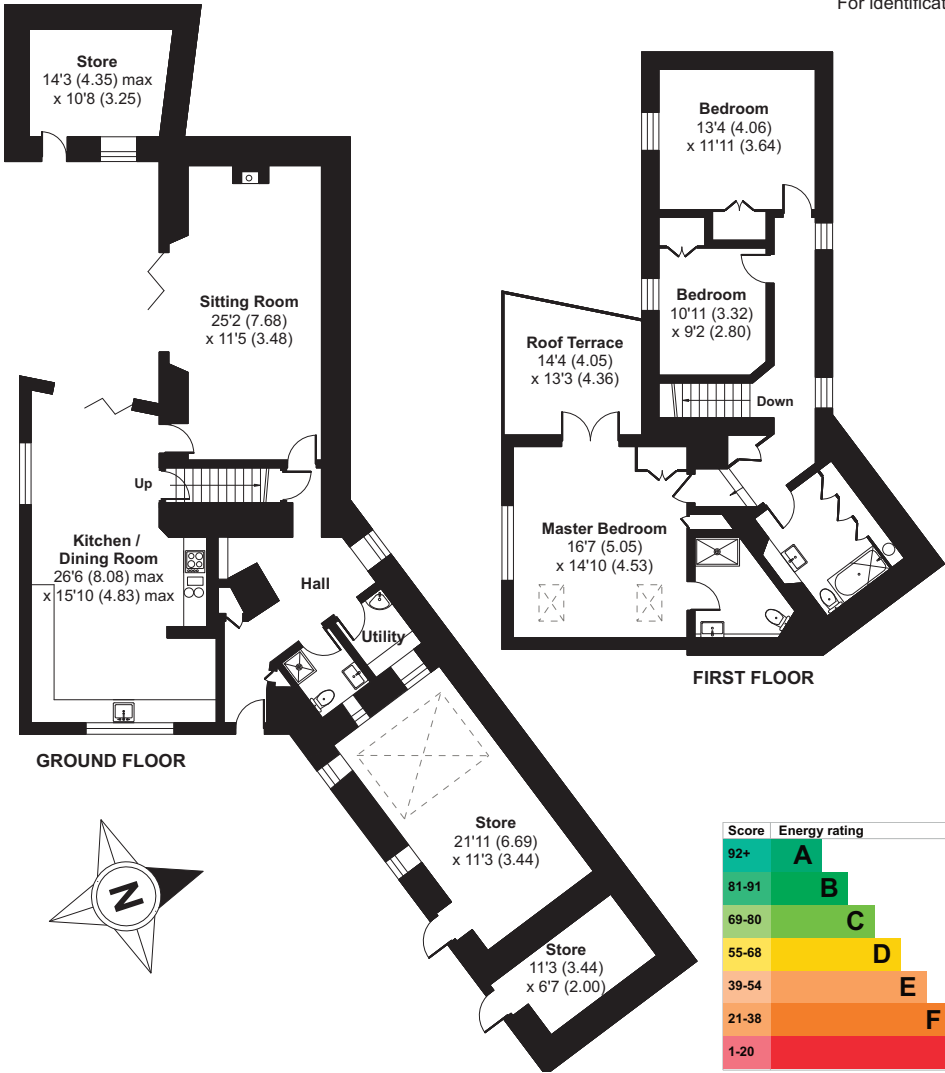 For identificat
Store
14'3 (4.35) max
x 10'8 (3.25)
Sitting Room
25'2 (7.68)
x 11'5 (3.48)
Up
Kitchen /
Dining Room
26'6 (8.08) max
x 15'10 (4.83) max
Hall
Utility
GROUND FLOOR
Store
21'11 (6.69)
x 11'3 (3.44)
Store
11'3 (3.44)
x 6'7 (2.00)
N
Bedroom
13'4 (4.06)
x 11'11 (3.64)
Bedroom
10'11 (3.32)
x 9'2 (2.80)
Roof Terrace
14'4 (4.05)
x 13'3 (4.36)
Down
Master Bedroom
16'7 (5.05)
x 14'10 (4.53)
FIRST FLOOR
Score Energy rating
92+ A
81-91 B
69-80 C
55-68 D
39-54 E
21-38 F
1-20